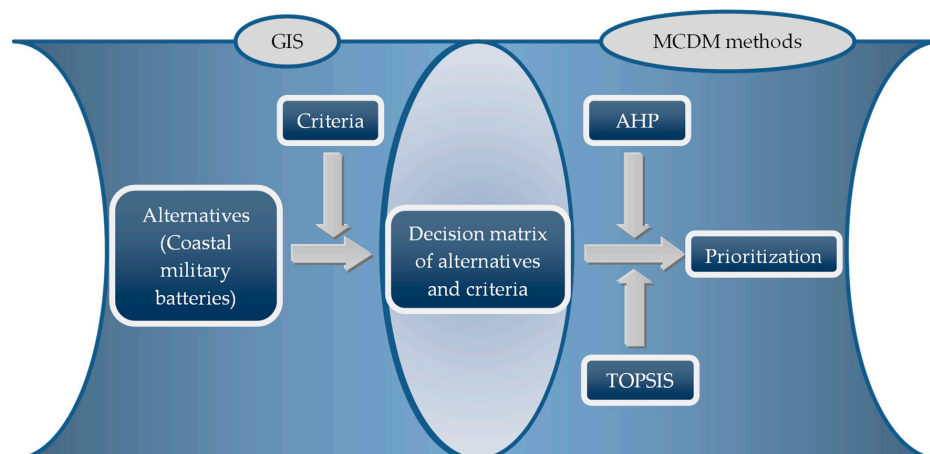 GIS
MCDM methods
Criteria
AHP
Alternatives
(Coastal
military
batteries)
Decision matrix
of alternatives
and criteria
Prioritization
TOPSIS